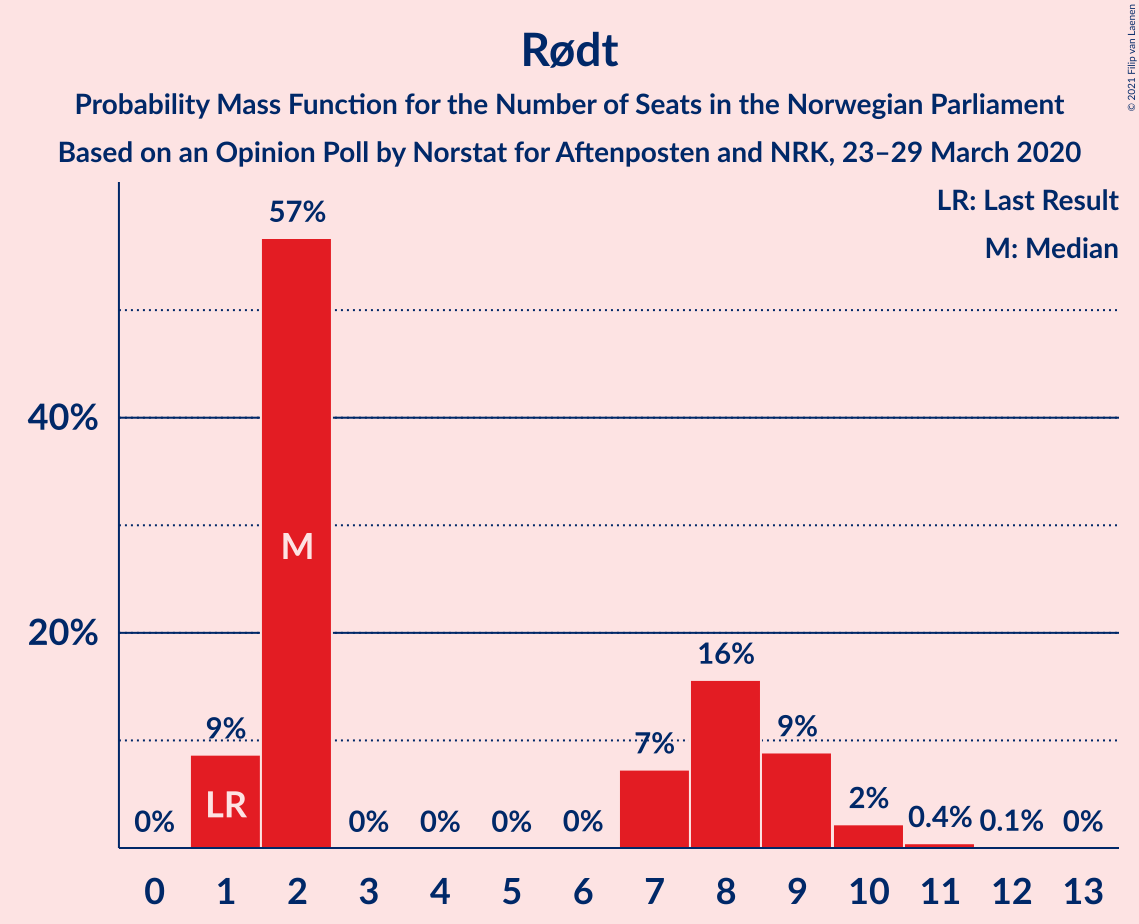 Rødt
Probability Mass Function for the Number of Seats in the Norwegian Parliament
Based on an Opinion Poll by Norstat for Aftenposten and NRK, 23–29 March 2020
© 2021 Filip van Laenen
LR: Last Result
M: Median
57%
40%
M
20%
16%
9%
9%
7%
LR
2%
0%
0%
0%
0%
0%
0.4%
0.1%
0%
0 1 2 3 4 5 6 7 8 9 10 11 12 13